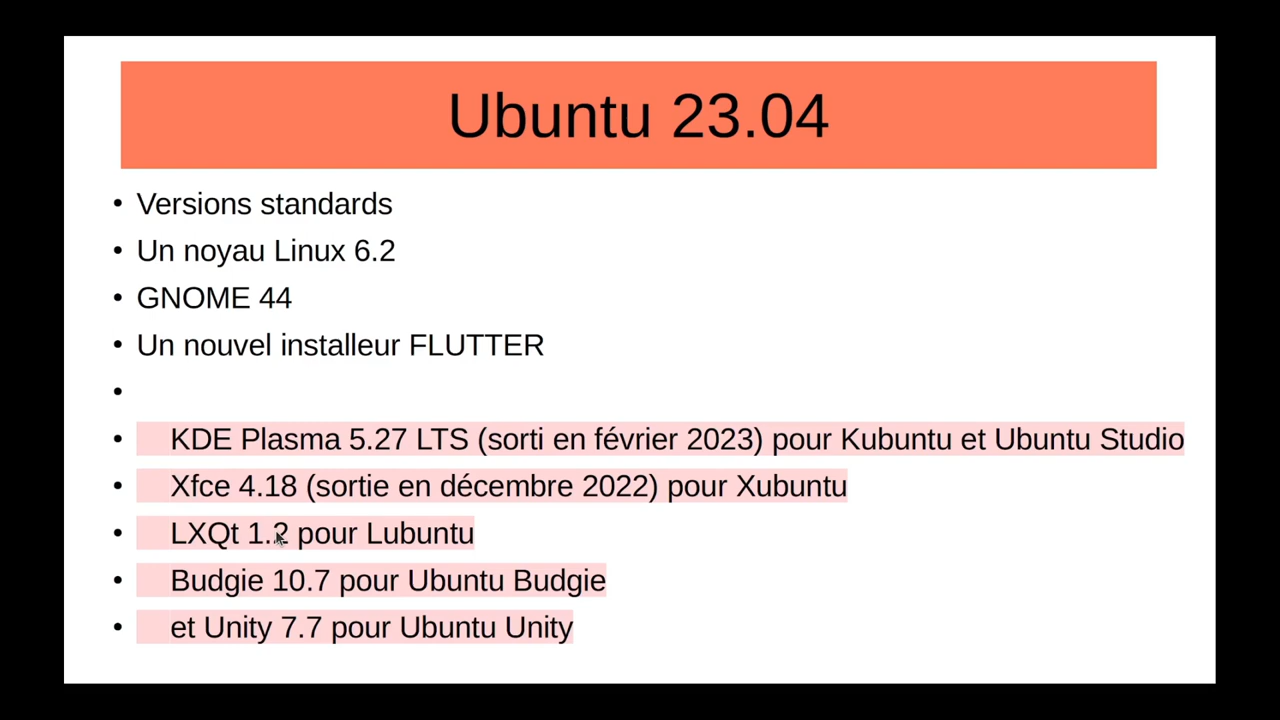 Ubuntu 23.04
• Versions standards
• Un noyau Linux 6.2
• GNOME 44
• Un nouvel installeur FLUTTER
•
• KDE Plasma 5.27 LTS (sorti en février 2023) pour Kubuntu et Ubuntu Studio
• Xfce 4.18 (sortie en décembre 2022) pour Xubuntu
• LXQt 1.2 pour Lubuntu
• Budgie 10.7 pour Ubuntu Budgie
• et Unity 7.7 pour Ubuntu Unity